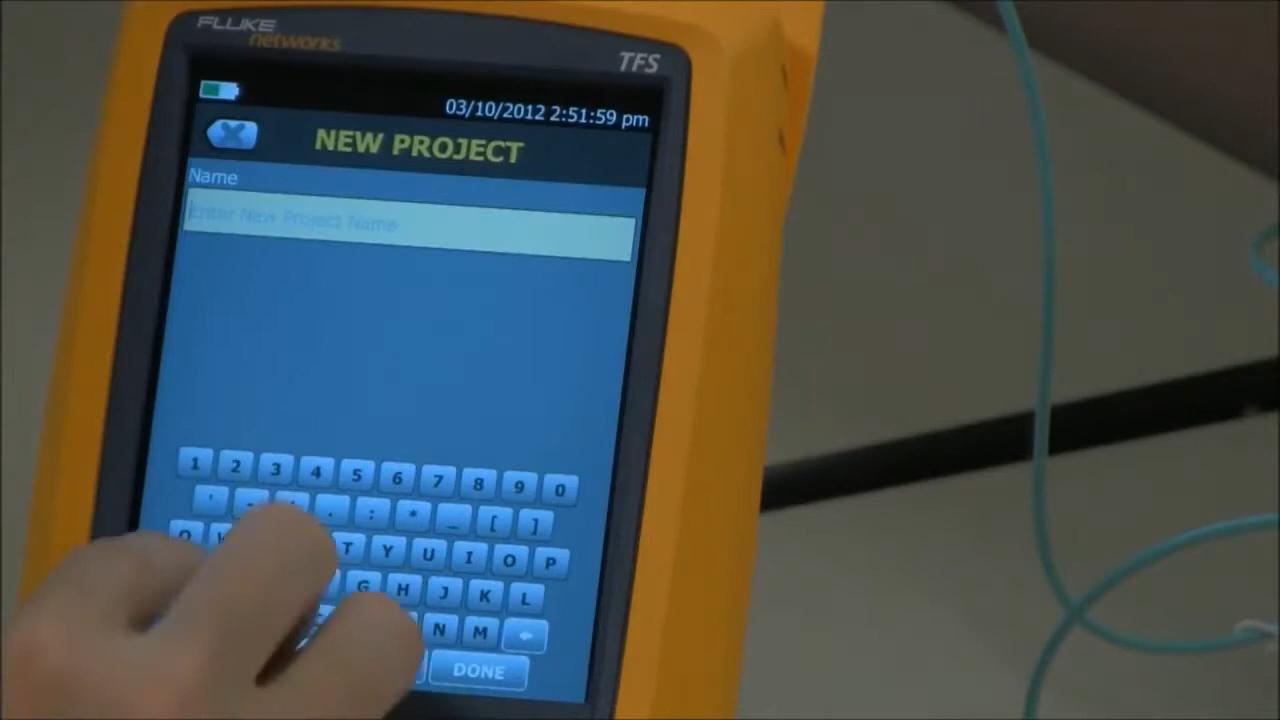 FLUKE
networks
TFS
03/10/2012 2:51:59 pm
NEW PROJECT
Name
Enter New Project Name
1 2 3 4 5 6 7 8 9 0
' - . : * _ [ ]
Q T Y U I O P
G H J K L
N M
DONE